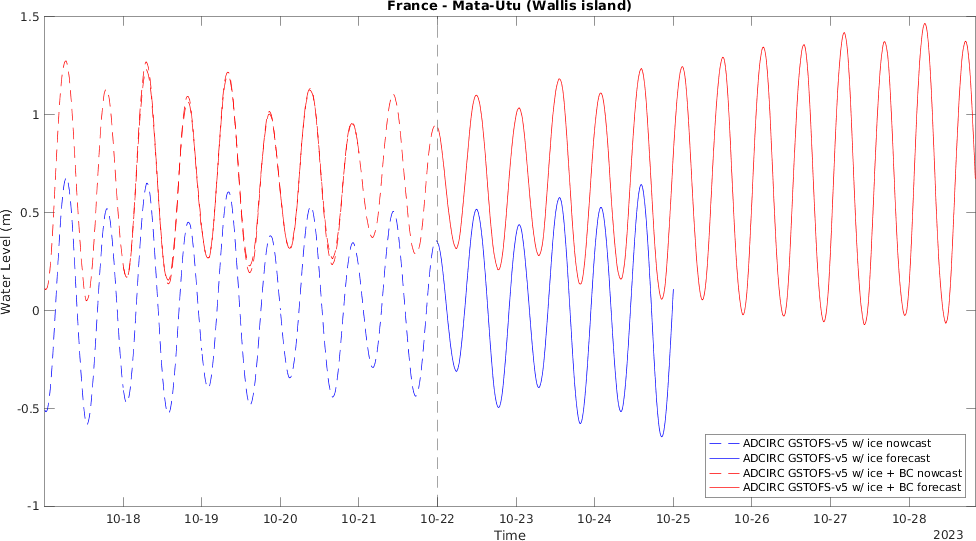 France - Mata-Utu (Wallis island)
1.5
1
0.5
0
-0.5
-1
Water Level (m)
10-18
10-19
10-20
10-21
10-22
10-23
10-24
10-25
10-26
10-27
10-28
Time
2023
ADCIRC GSTOFS-v5 w/ ice nowcast
ADCIRC GSTOFS-v5 w/ ice forecast
ADCIRC GSTOFS-v5 w/ ice + BC nowcast
ADCIRC GSTOFS-v5 w/ ice + BC forecast